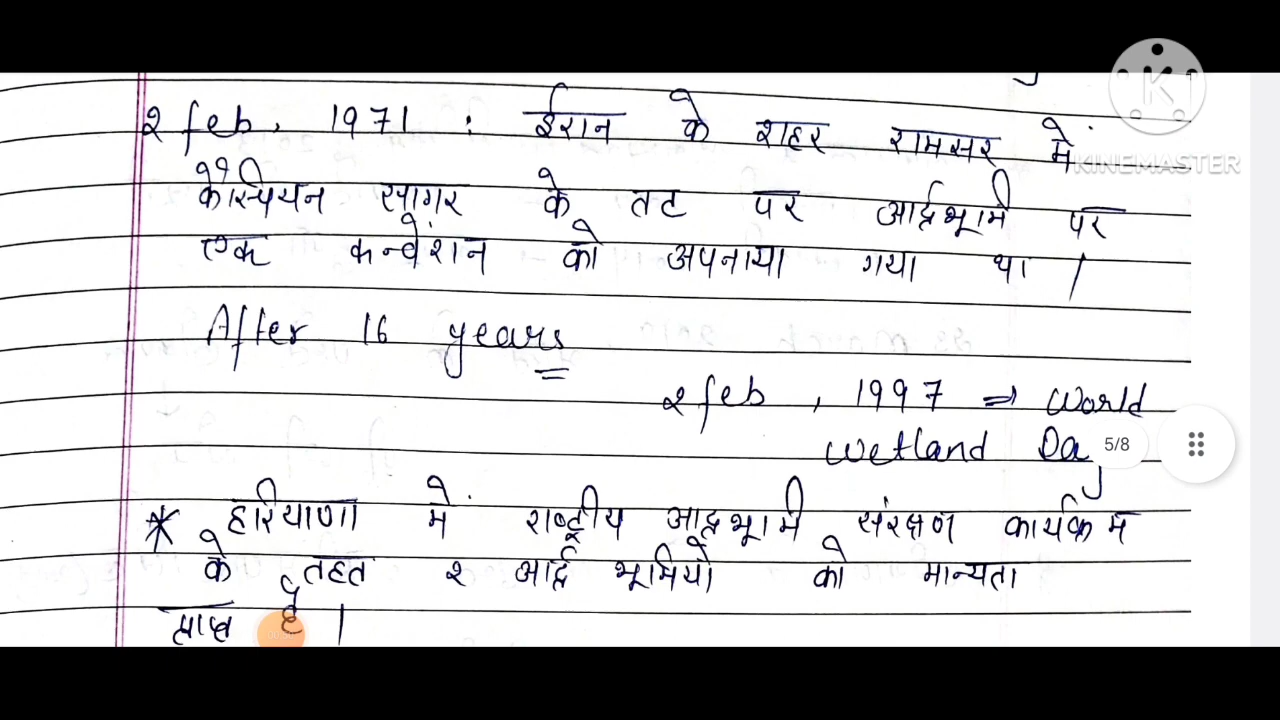 2 feb, 1971 : ईरान के शहर रामसर में
KINEMASTER
कैस्पियन सागर के तट पर आर्द्रभूमि पर
एक कन्वेंशन को अपनाया गया था |
After 16 years
2 feb, 1997 ⇒ World
Wetland Day
5/8
* हरियाणा में राष्ट्रीय आद्रभूमि संरक्षण कार्यक्रम
के तहत 2 आर्द्र भूमियों को मान्यता
प्राप्त है |